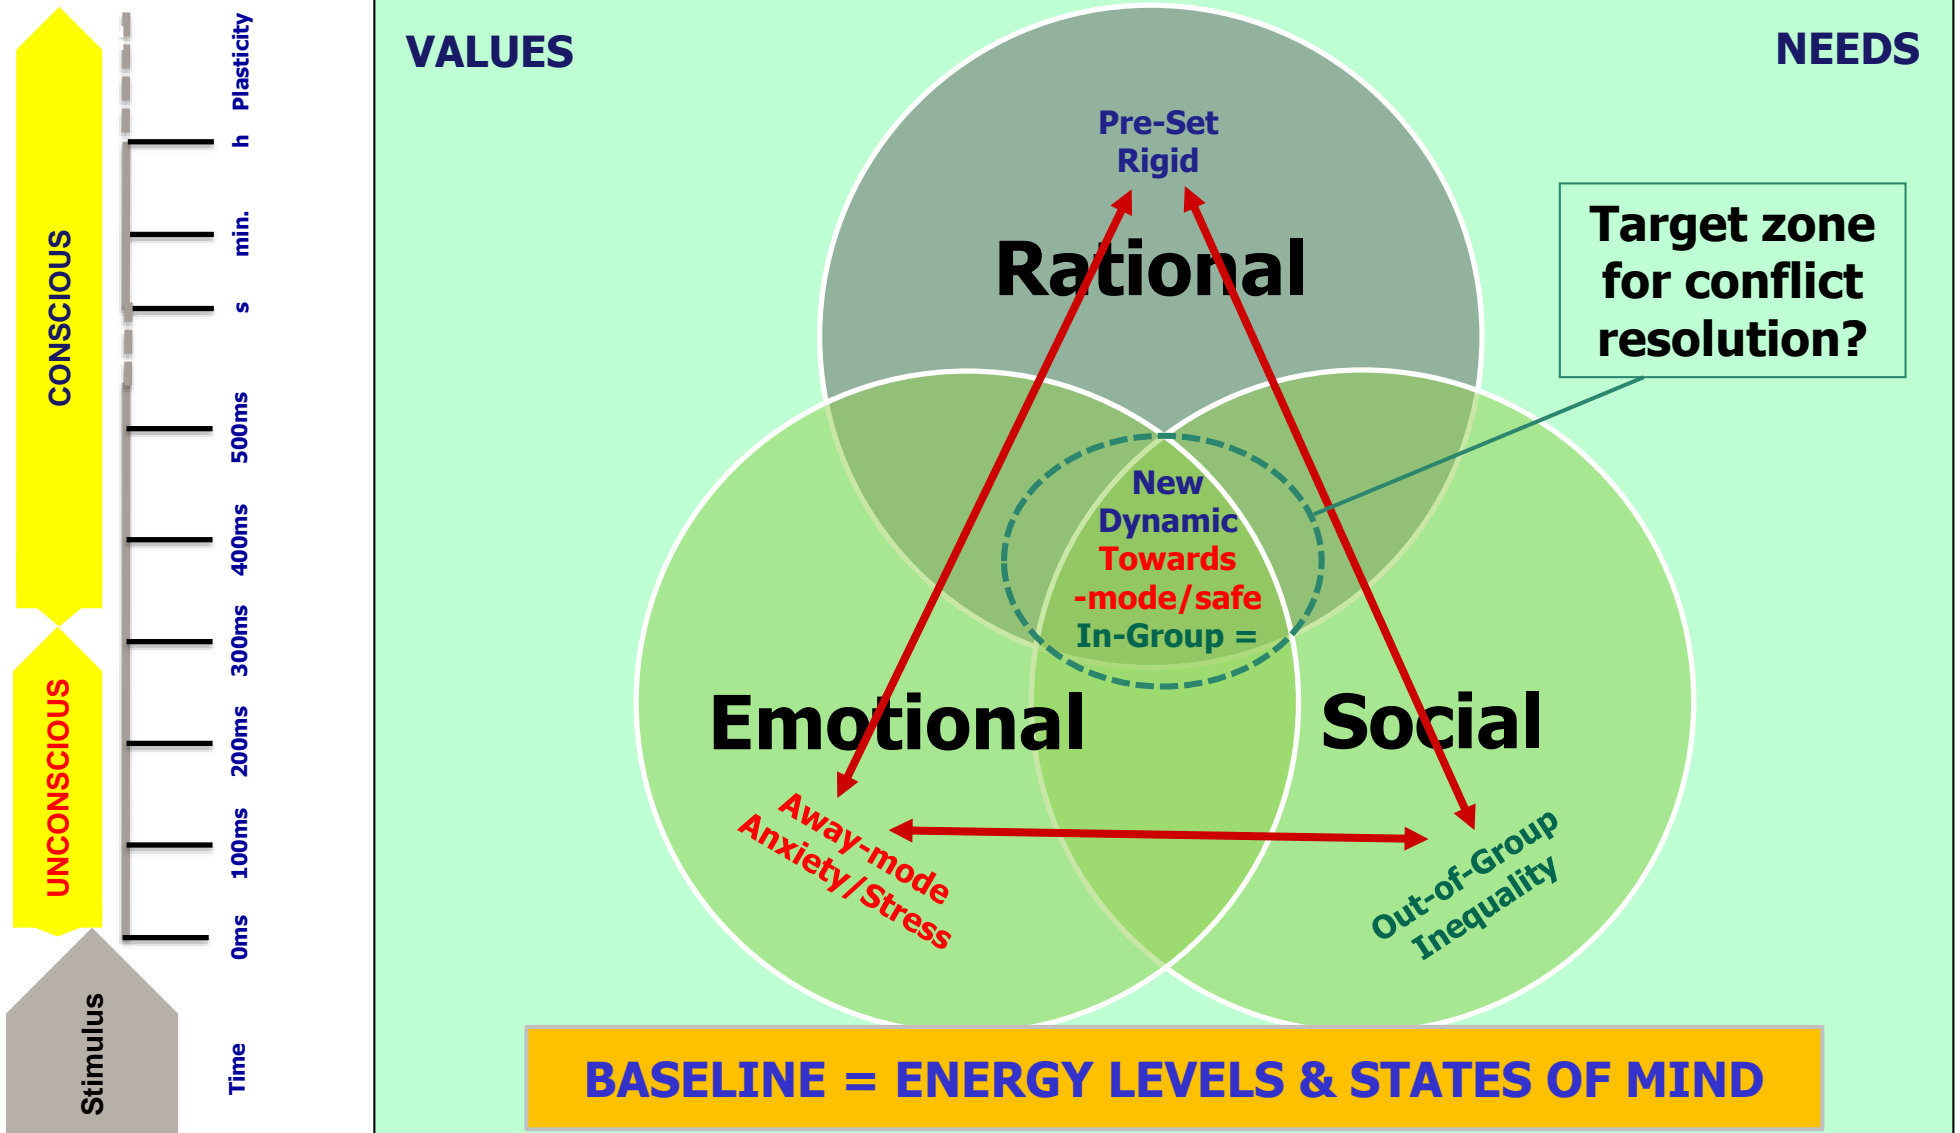 VALUES
NEEDS
Pre-Set
Rigid
Rational
Target zone
for conflict
resolution?
New
Dynamic
Towards
-mode/safe
In-Group =
Emotional
Social
Away-mode
Anxiety/Stress
Out-of-Group
Inequality
BASELINE = ENERGY LEVELS & STATES OF MIND
CONSCIOUS
UNCONSCIOUS
Stimulus
Plasticity
h
min.
s
500ms
400ms
300ms
200ms
100ms
0ms
Time